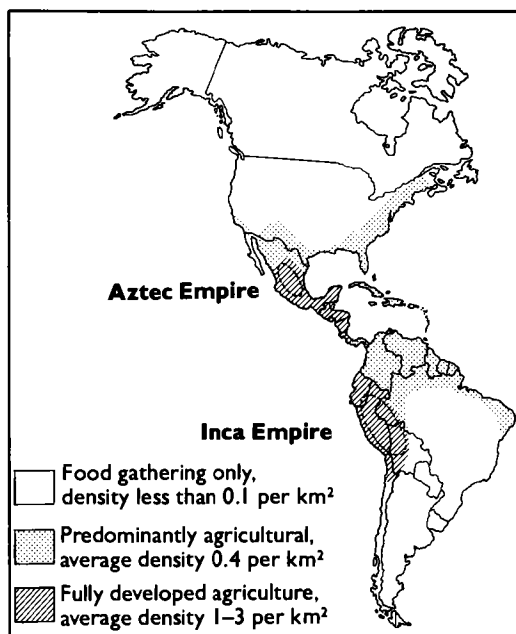 Aztec Empire
Inca Empire
Food gathering only,
density less than 0.1 per km²
Predominantly agricultural,
average density 0.4 per km²
Fully developed agriculture,
average density 1–3 per km²